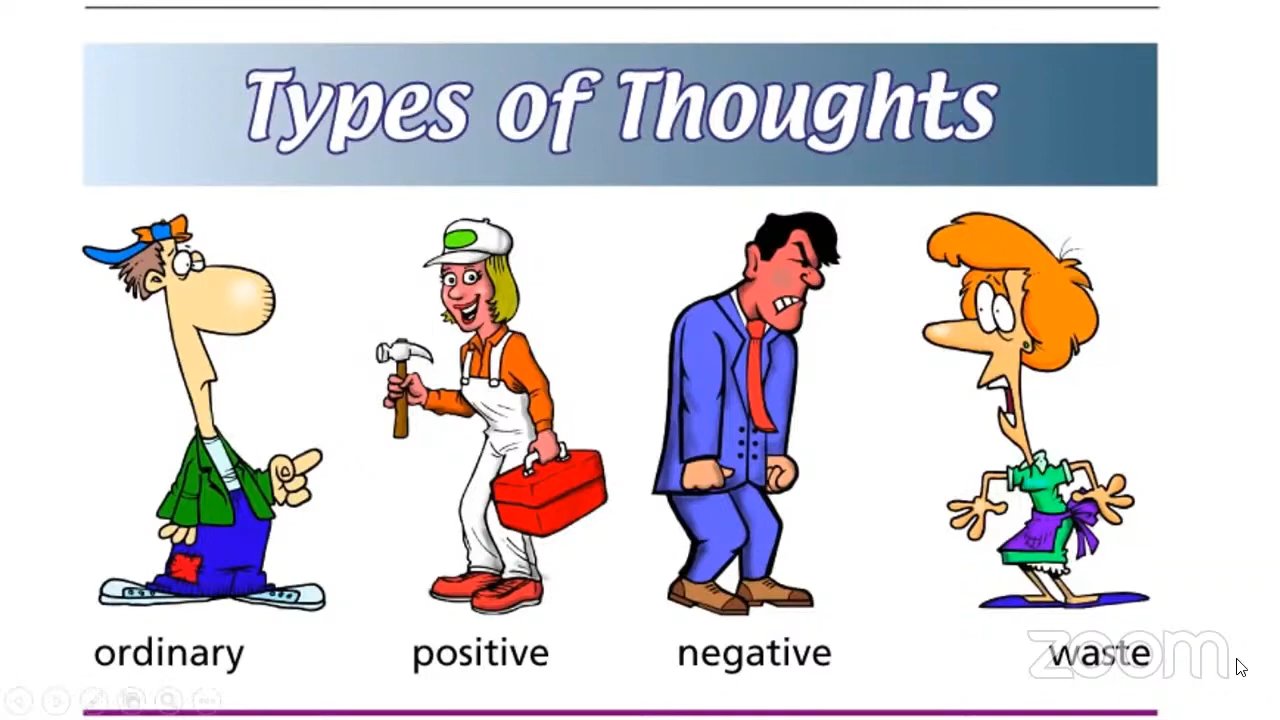 Types of Thoughts
ordinary
positive
negative
waste
zoom